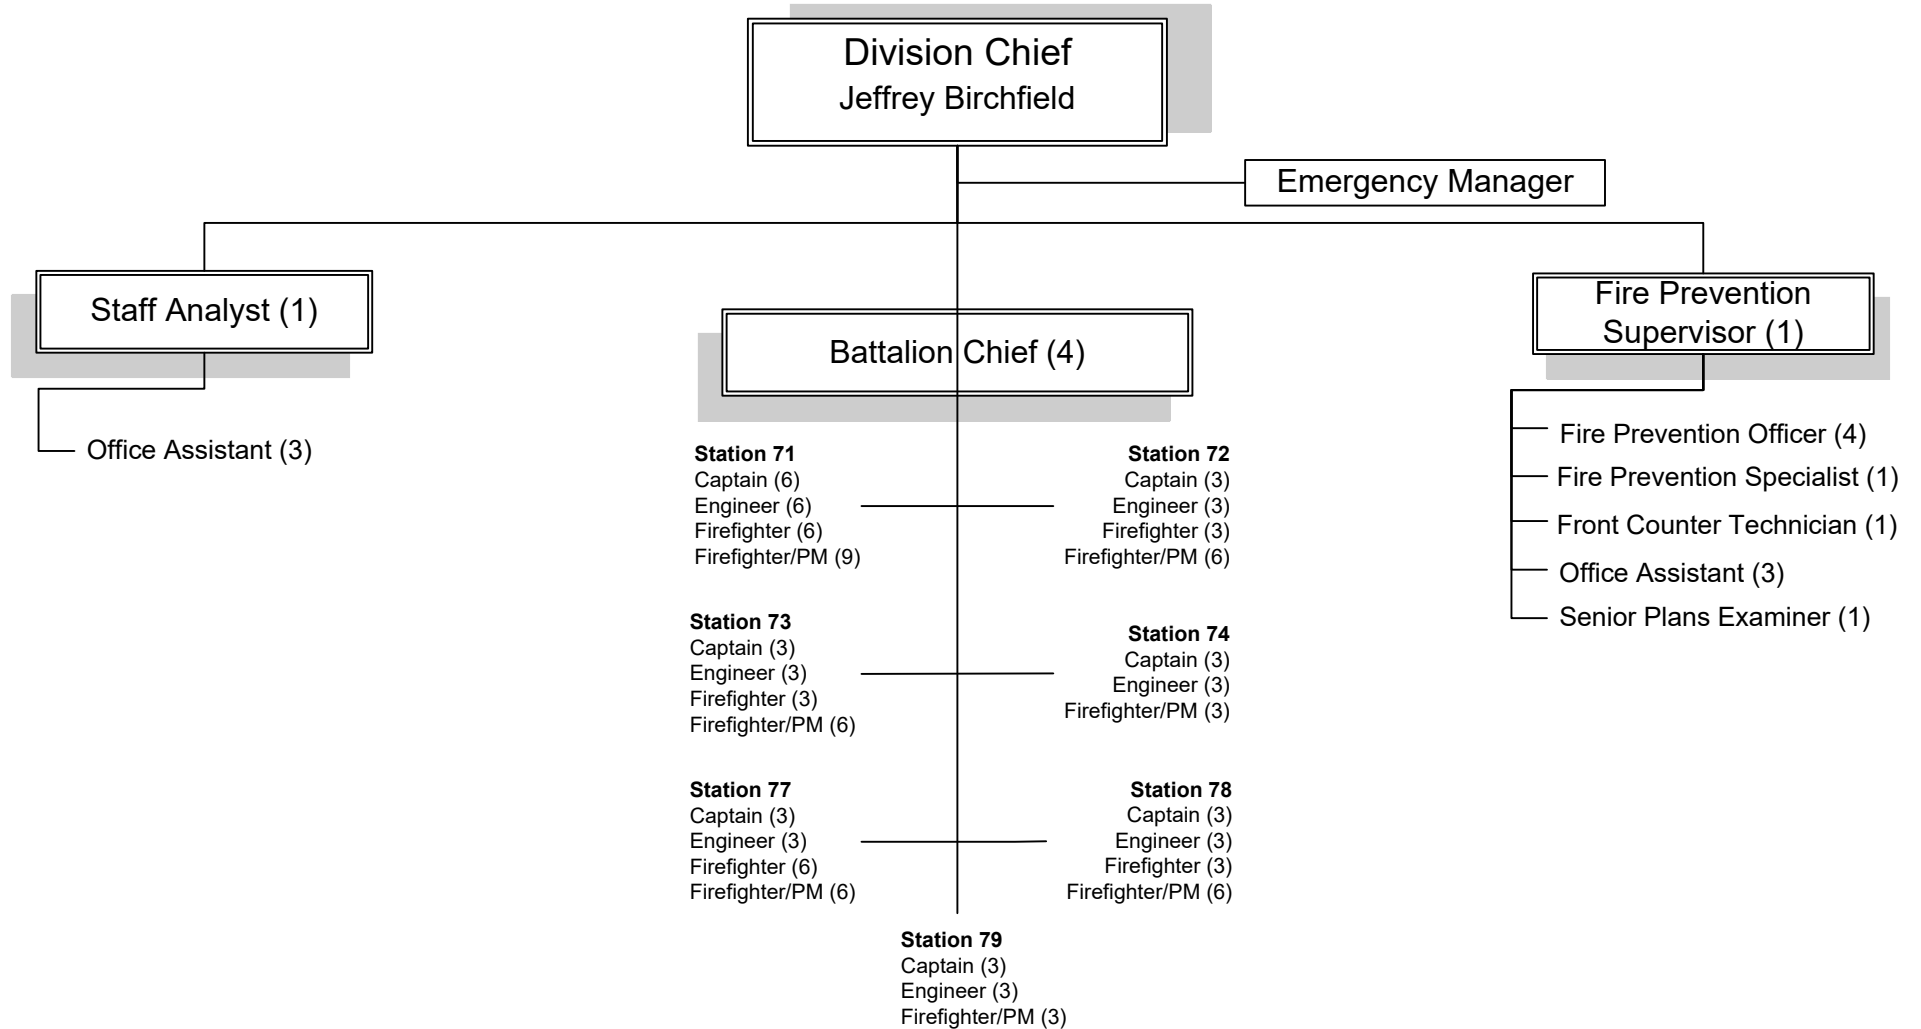 Division Chief
Jeffrey Birchfield
Emergency Manager
Staff Analyst (1)
Office Assistant (3)
Battalion Chief (4)
Fire Prevention
Supervisor (1)
Fire Prevention Officer (4)
Fire Prevention Specialist (1)
Front Counter Technician (1)
Office Assistant (3)
Senior Plans Examiner (1)
Station 71
Captain (6)
Engineer (6)
Firefighter (6)
Firefighter/PM (9)
Station 72
Captain (3)
Engineer (3)
Firefighter (3)
Firefighter/PM (6)
Station 73
Captain (3)
Engineer (3)
Firefighter (3)
Firefighter/PM (6)
Station 74
Captain (3)
Engineer (3)
Firefighter/PM (3)
Station 77
Captain (3)
Engineer (3)
Firefighter (6)
Firefighter/PM (6)
Station 78
Captain (3)
Engineer (3)
Firefighter (3)
Firefighter/PM (6)
Station 79
Captain (3)
Engineer (3)
Firefighter/PM (3)